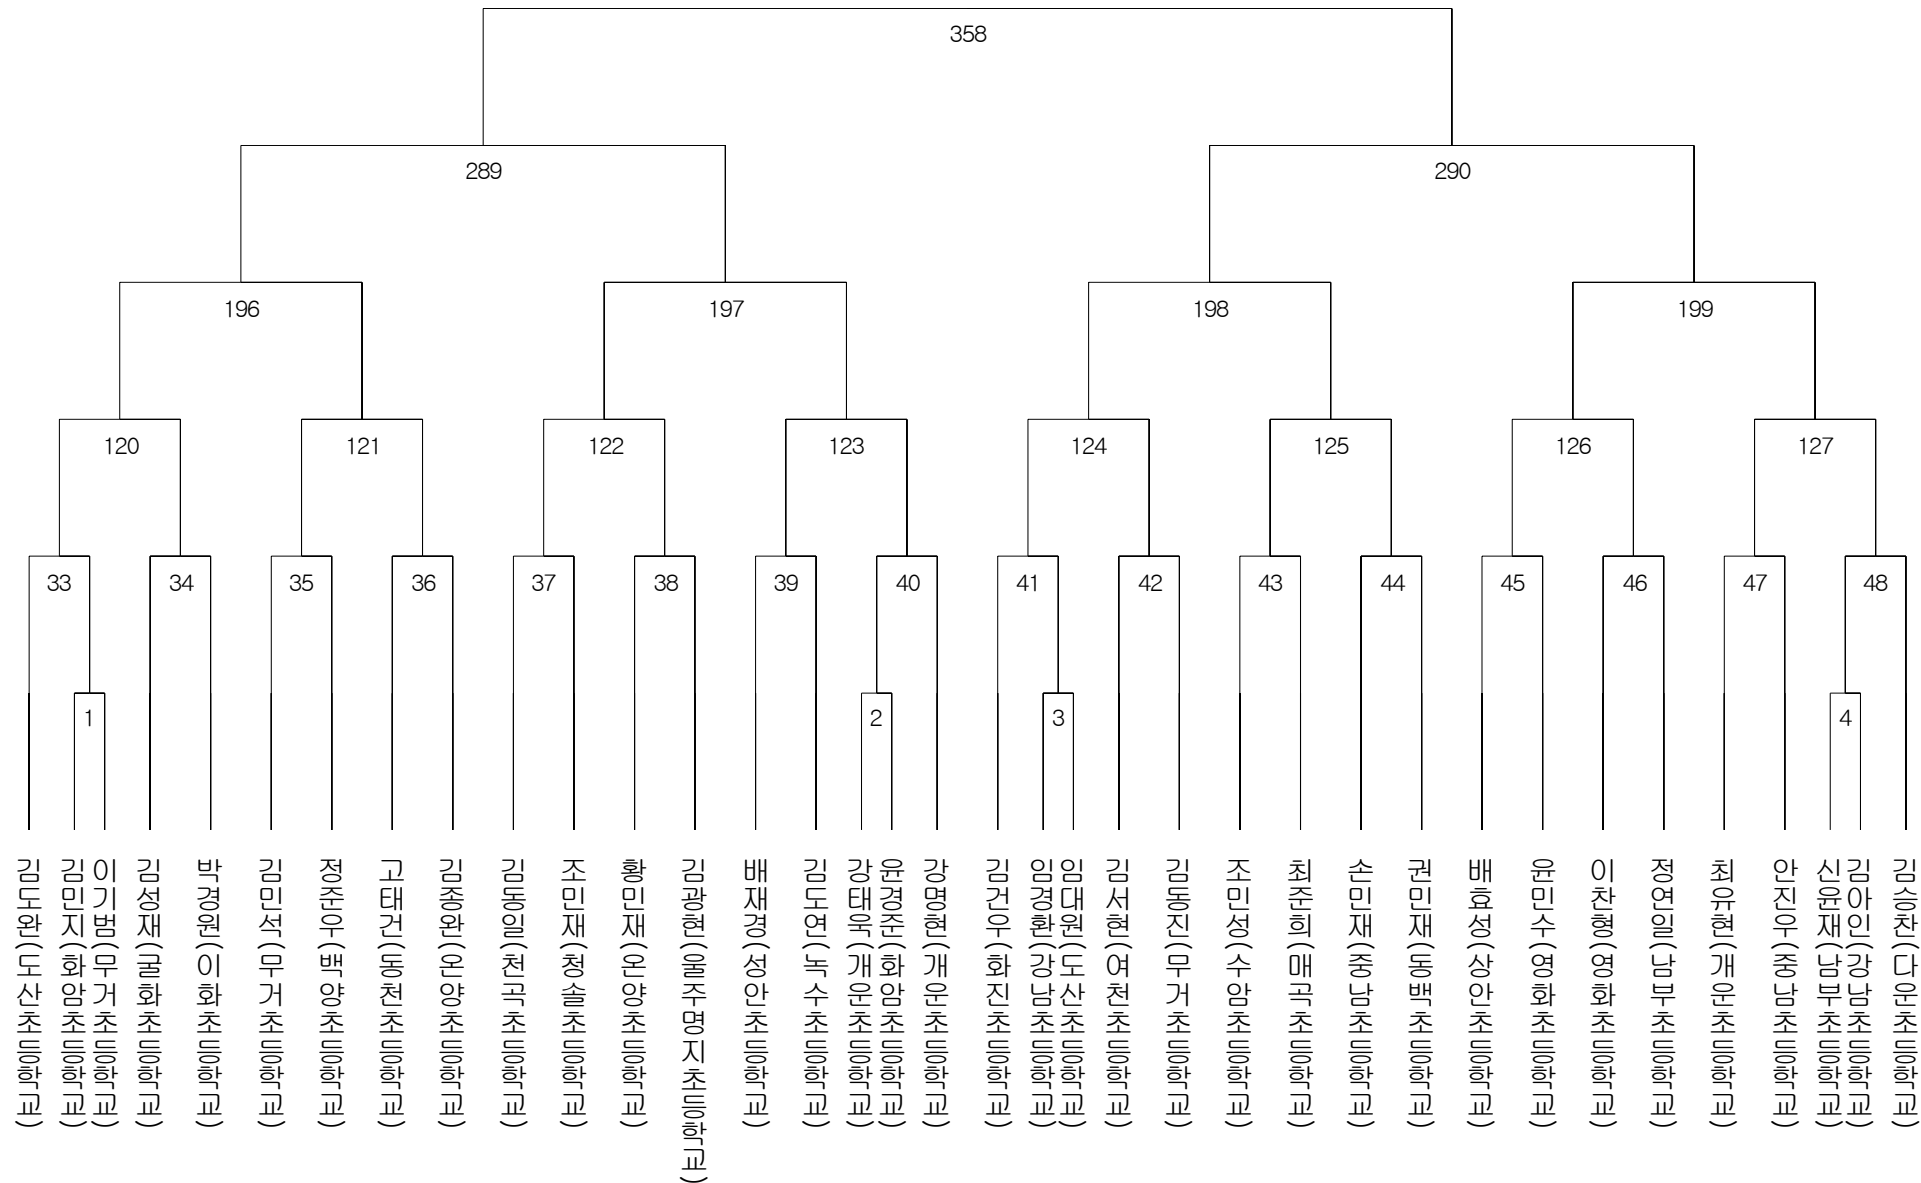 358
289
290
196
197
198
199
120
121
122
123
124
125
126
127
33
34
35
36
37
38
39
40
41
42
43
44
45
46
47
48
1
2
3
4
김도완(도산초등학교)
김민지(화암초등학교)
이기범(무거초등학교)
김성재(굴화초등학교)
박경원(이화초등학교)
김민석(무거초등학교)
정준우(백양초등학교)
고태건(동천초등학교)
김종완(온양초등학교)
김동일(천곡초등학교)
조민재(청솔초등학교)
황민재(온양초등학교)
김광현(울주명지초등학교)
배재경(성안초등학교)
김도연(녹수초등학교)
강태욱(개운초등학교)
윤경준(화암초등학교)
강명현(개운초등학교)
김건우(화진초등학교)
임경환(강남초등학교)
임대원(도산초등학교)
김서현(여천초등학교)
김동진(무거초등학교)
조민성(수암초등학교)
최준희(매곡초등학교)
손민재(중남초등학교)
권민재(동백초등학교)
배효성(상안초등학교)
윤민수(영화초등학교)
이찬형(영화초등학교)
정연일(남부초등학교)
최유현(개운초등학교)
안진우(중남초등학교)
신윤재(남부초등학교)
김아인(강남초등학교)
김승찬(다운초등학교)